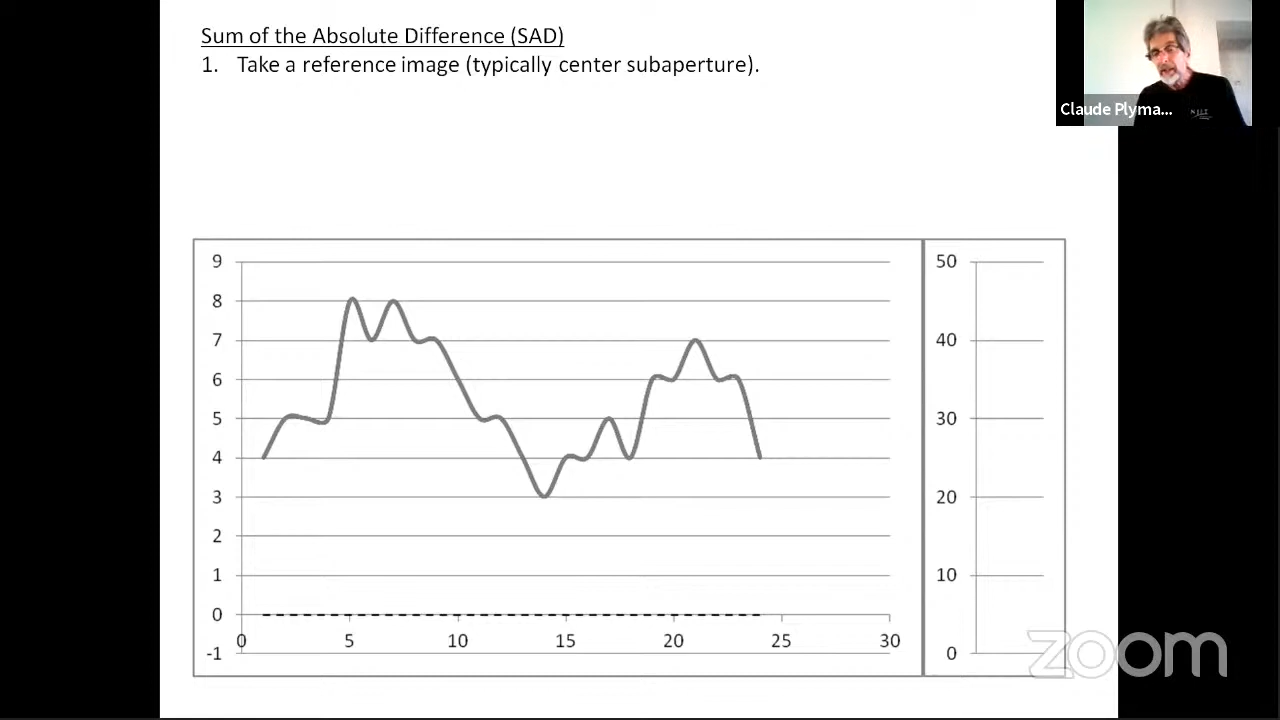 Sum of the Absolute Difference (SAD)
1. Take a reference image (typically center subaperture).
Claude Plyma...
NJIT
9
8
7
6
5
4
3
2
1
0
-1
0 5 10 15 20 25 30
50
40
30
20
10
0
zoom